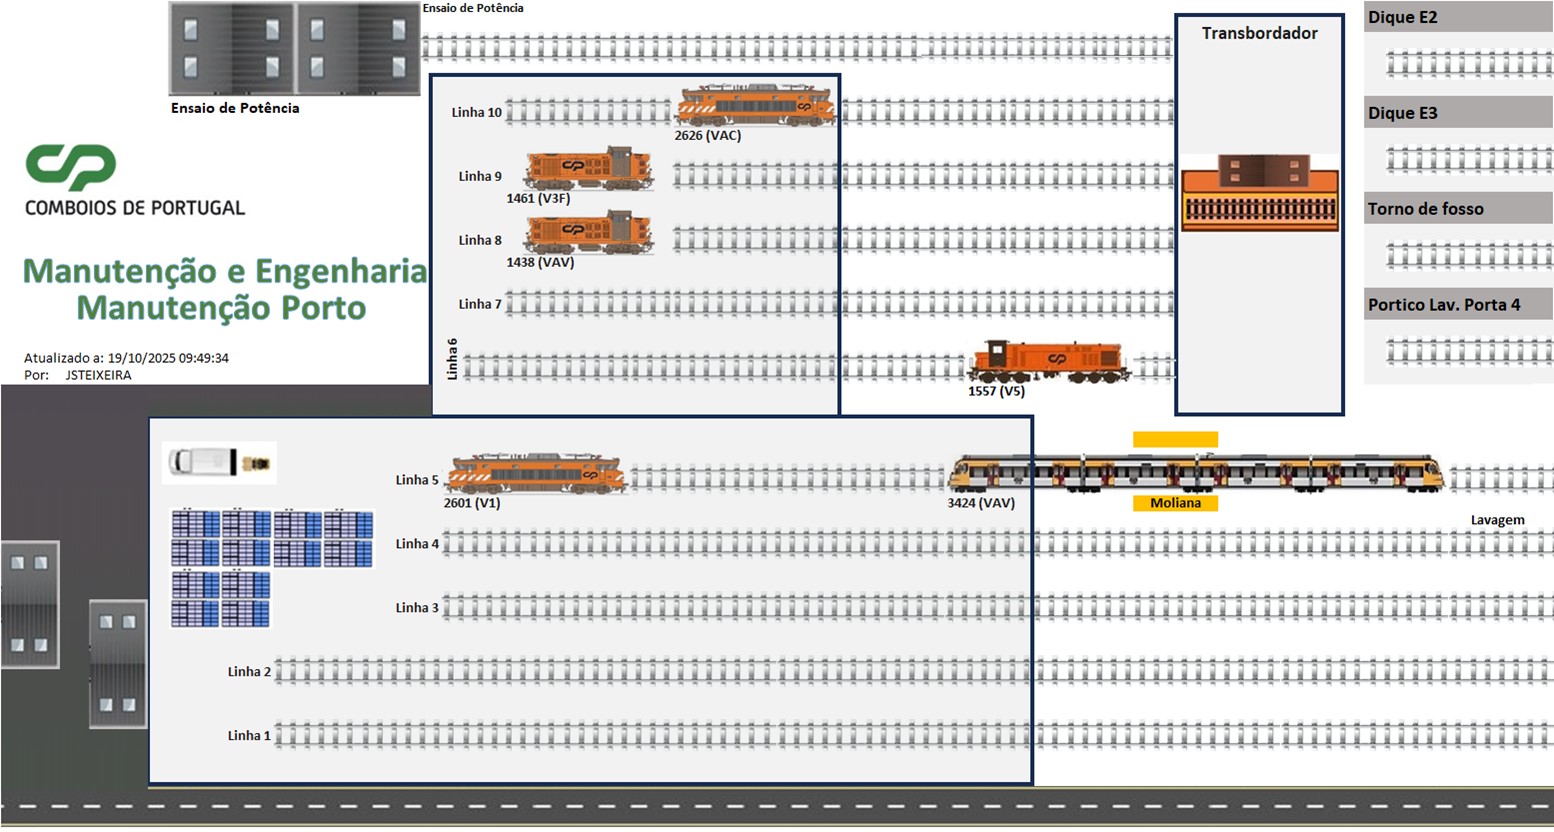 Ensaio de Potência
Ensaio de Potência
Transbordador
Dique E2
Dique E3
Torno de fosso
Portico Lav. Porta 4
CP
COMBOIOS DE PORTUGAL
Manutenção e Engenharia
Manutenção Porto
Atualizado a: 19/10/2025 09:49:34
Por: JSTEIXEIRA
Linha 10
2626 (VAC)
Linha 9
1461 (V3F)
Linha 8
1438 (VAV)
Linha 7
Linha 6
1557 (V5)
Linha 5
2601 (V1)
3424 (VAV)
Moliana
Lavagem
Linha 4
Linha 3
Linha 2
Linha 1